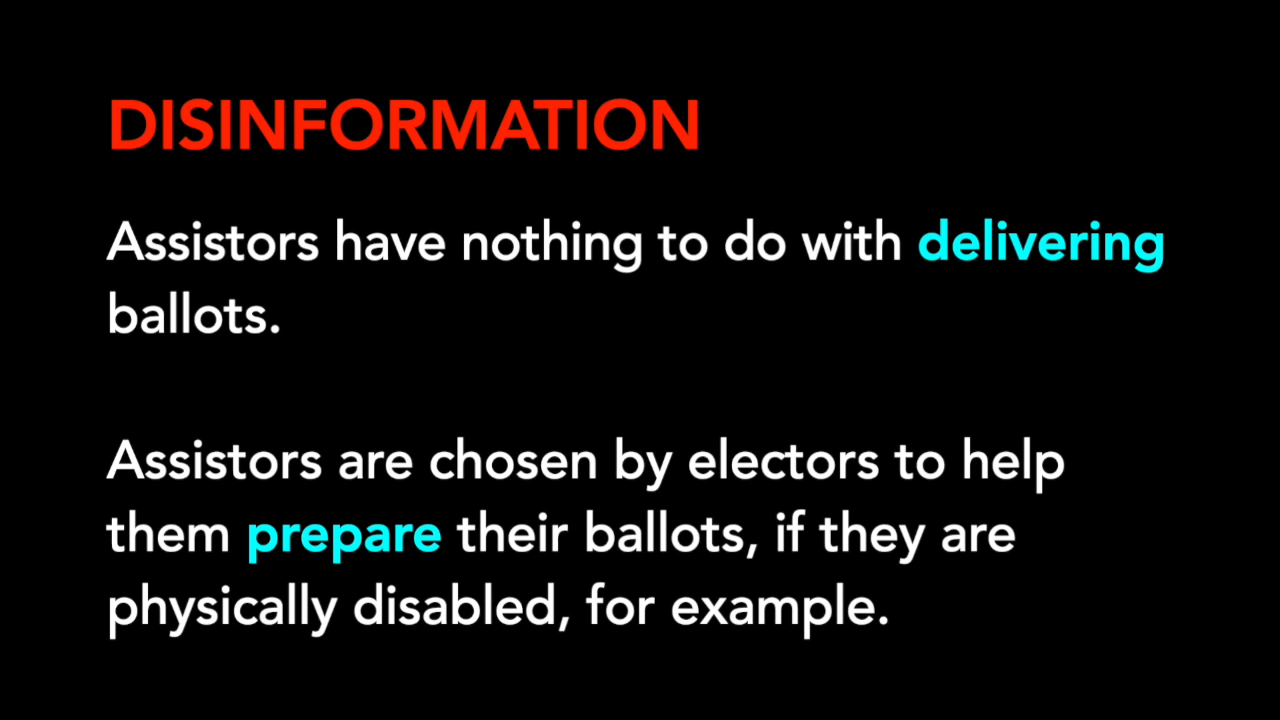 DISINFORMATION
Assistors have nothing to do with delivering
ballots.
Assistors are chosen by electors to help
them prepare their ballots, if they are
physically disabled, for example.